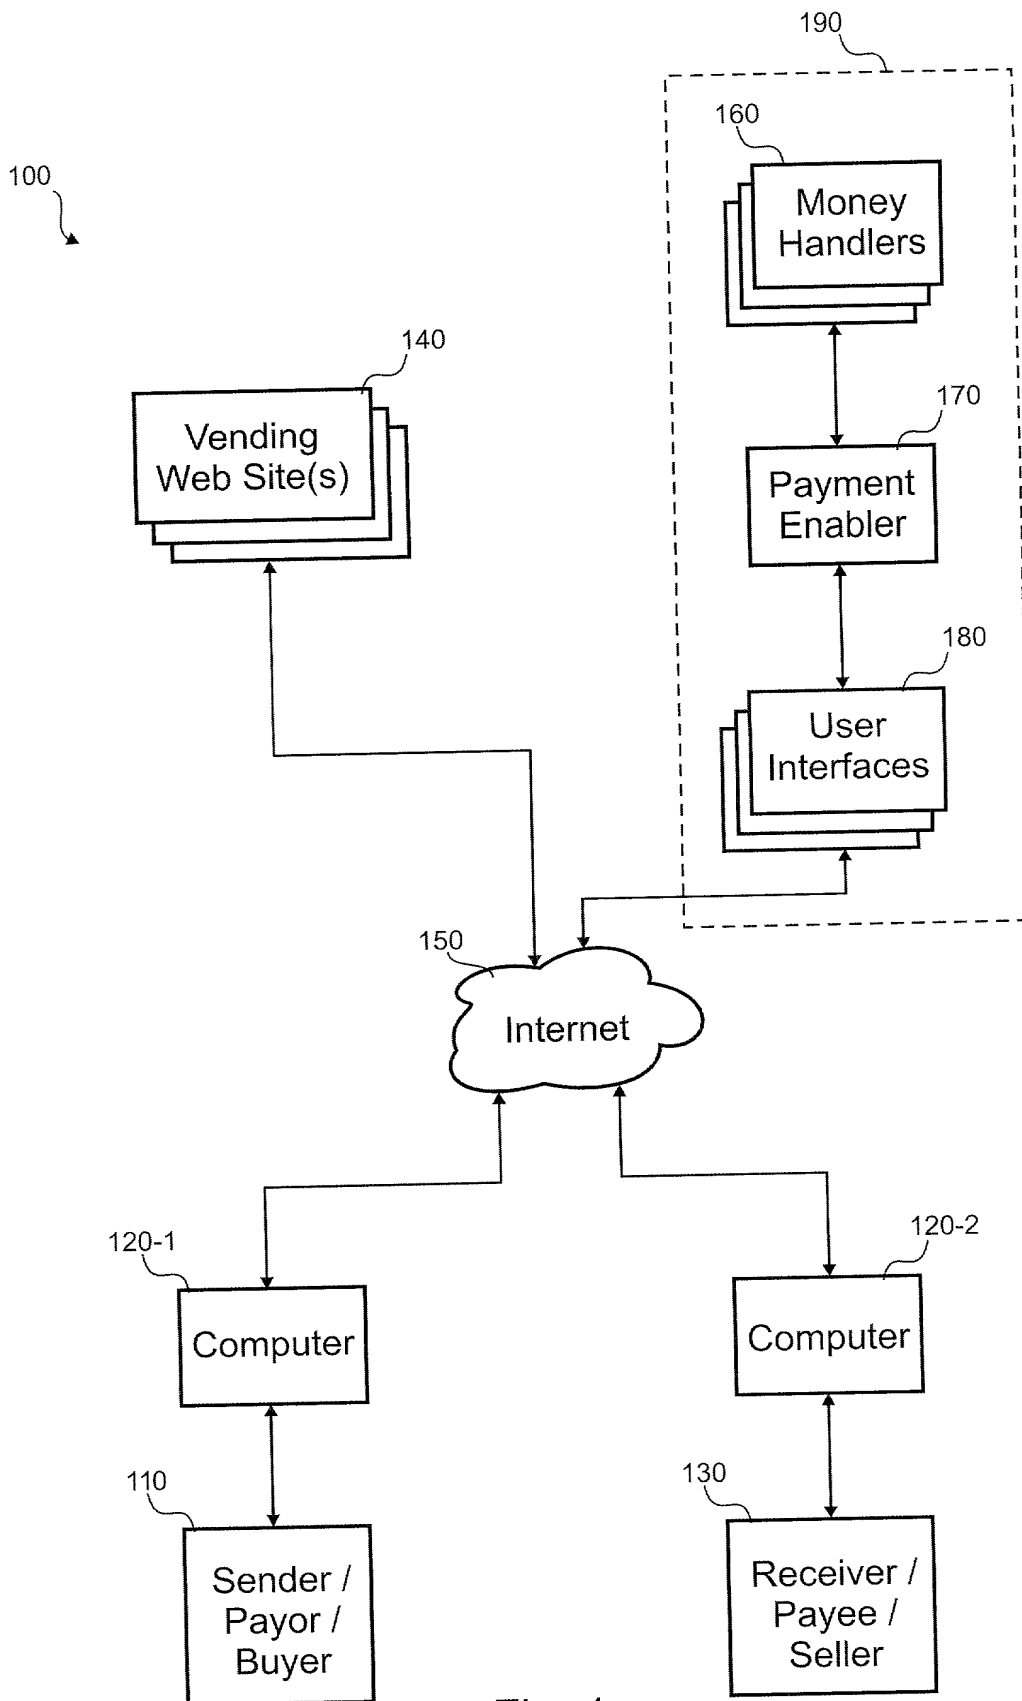 190
160
Money
Handlers
100
140
Vending
Web Site(s)
170
Payment
Enabler
180
User
Interfaces
150
Internet
120-1
Computer
120-2
Computer
110
Sender /
Payor /
Buyer
130
Receiver /
Payee /
Seller